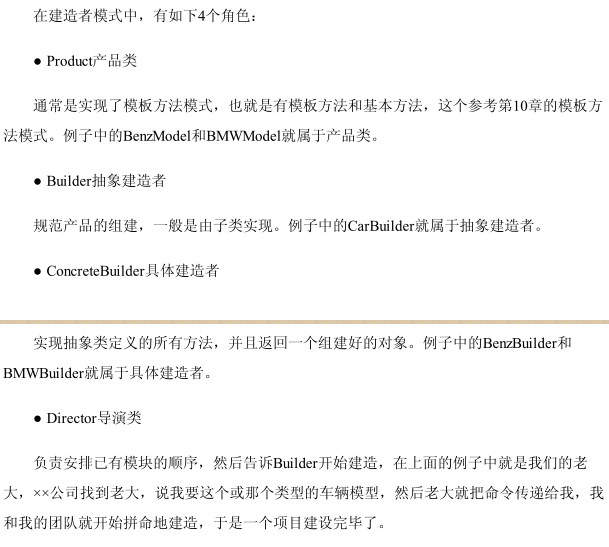 在建造者模式中，有如下4个角色：
● Product产品类
通常是实现了模板方法模式，也就是有模板方法和基本方法，这个参考第10章的模板方
法模式。例子中的BenzModel和BMWModel就属于产品类。
● Builder抽象建造者
规范产品的组建，一般是由子类实现。例子中的CarBuilder就属于抽象建造者。
● ConcreteBuilder具体建造者
实现抽象类定义的所有方法，并且返回一个组建好的对象。例子中的BenzBuilder和
BMWBuilder就属于具体建造者。
● Director导演类
负责安排已有模块的顺序，然后告诉Builder开始建造，在上面的例子中就是我们的老
大，××公司找到老大，说我要这个或那个类型的车辆模型，然后老大就把命令传递给我，我
和我的团队就开始拼命地建造，于是一个项目建设完毕了。